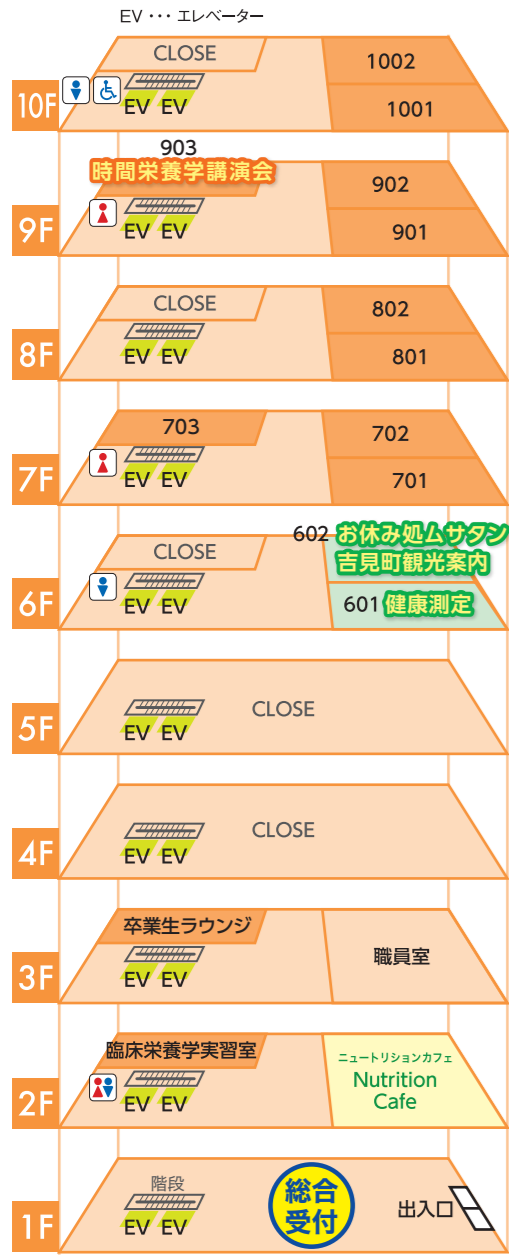 EV ･･･ エレベーター
CLOSE
1002
10F
EV EV
1001
903
時間栄養学講演会
902
9F
EV EV
901
CLOSE
802
8F
EV EV
801
703
702
7F
EV EV
701
602 お休み処ムサタン
吉見町観光案内
CLOSE
6F
EV EV
601 健康測定
5F
EV EV
CLOSE
4F
EV EV
CLOSE
卒業生ラウンジ
職員室
3F
EV EV
臨床栄養学実習室
ニュートリションカフェ
Nutrition
Cafe
2F
EV EV
階段
総合
受付
出入口
1F
EV EV